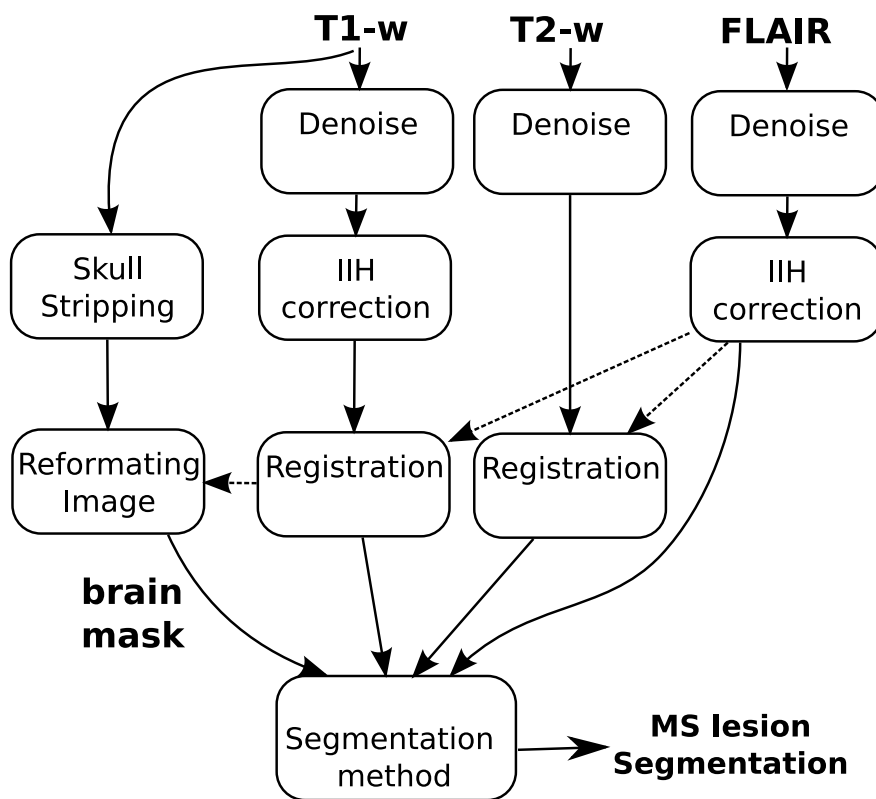 T1-w
T2-w
FLAIR
Denoise
Denoise
Denoise
Skull
Stripping
IIH
correction
IIH
correction
Reformating
Image
Registration
Registration
brain
mask
Segmentation
method
MS lesion
Segmentation